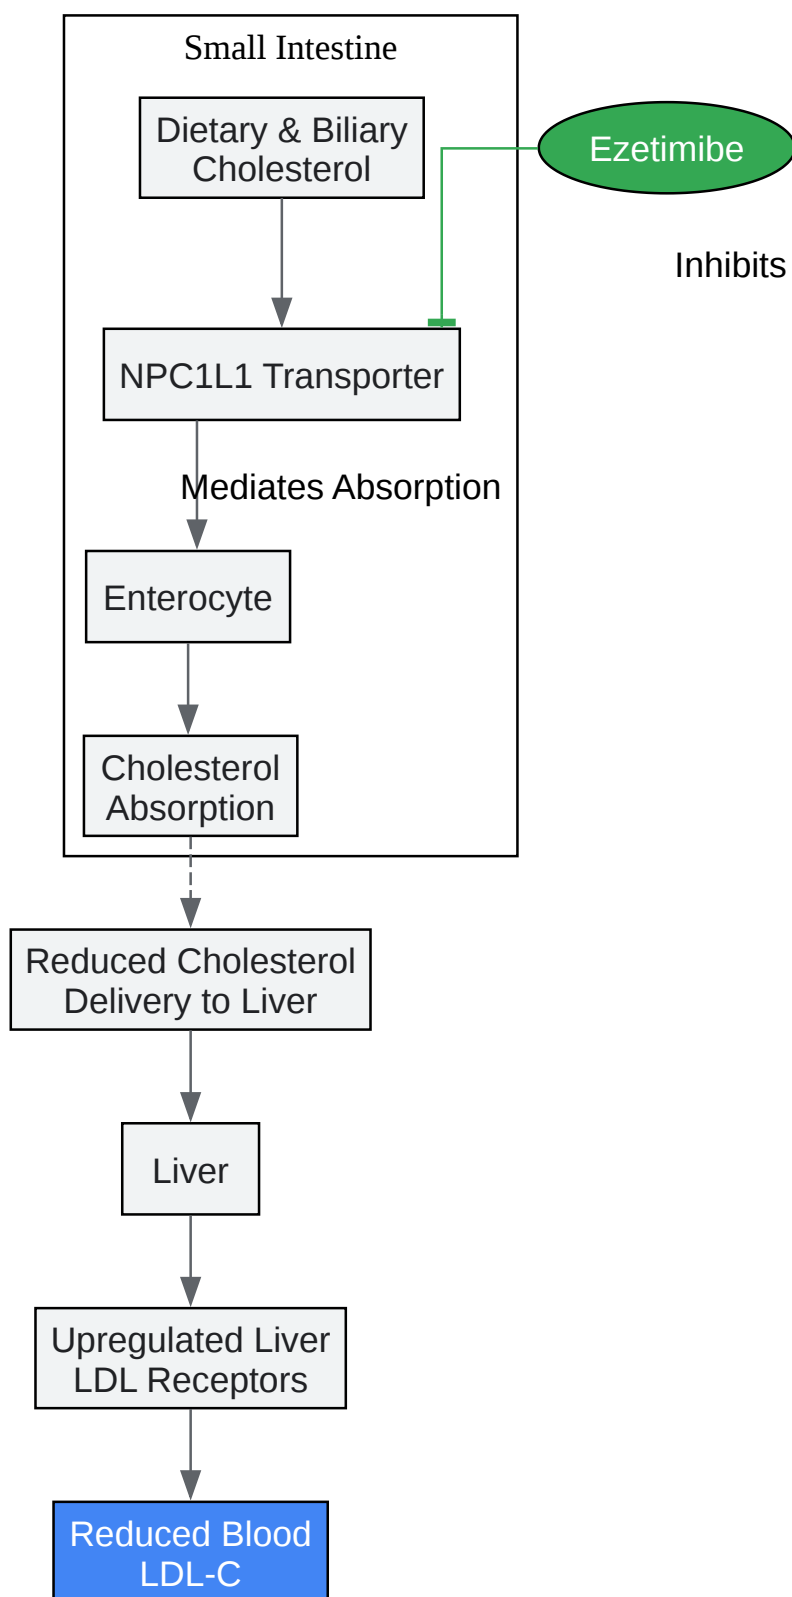 Small Intestine
Dietary & Biliary
Cholesterol
Ezetimibe
Inhibits
NPC1L1 Transporter
Mediates Absorption
Enterocyte
Cholesterol
Absorption
Reduced Cholesterol
Delivery to Liver
Liver
Upregulated Liver
LDL Receptors
Reduced Blood
LDL-C